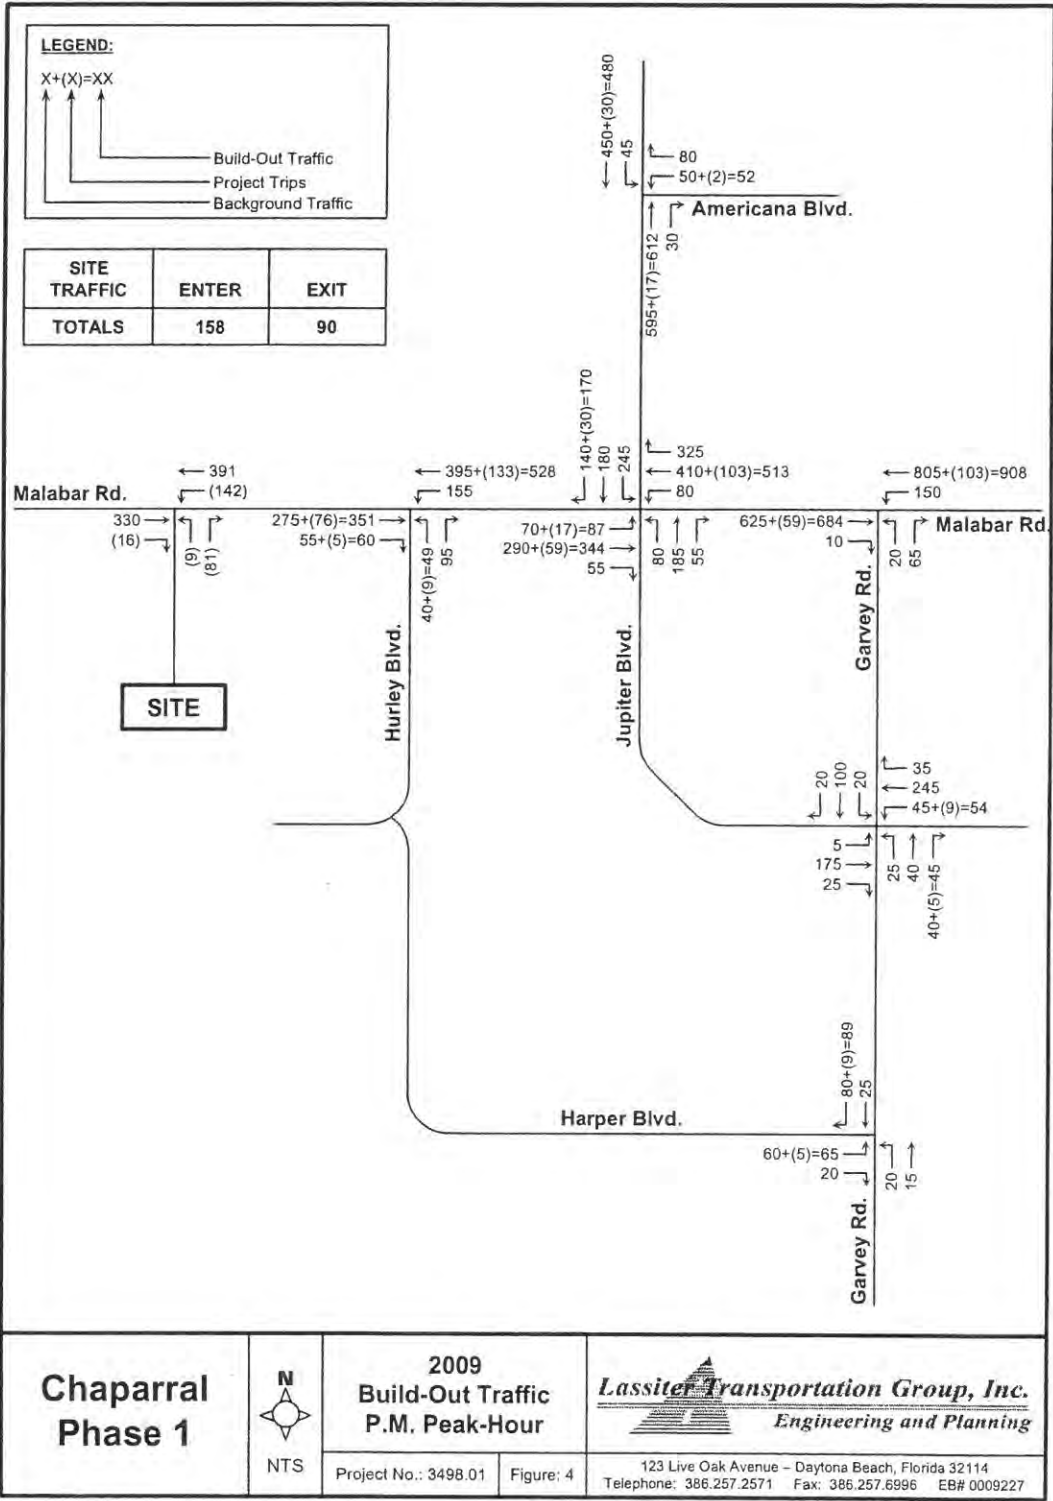 LEGEND:
X+(X)=XX
Build-Out Traffic
Project Trips
Background Traffic
SITE TRAFFIC ENTER EXIT
TOTALS 158 90
450+(30)=480
45
80
50+(2)=52
Americana Blvd.
595+(17)=612
30
140+(30)=170
180
245
325
410+(103)=513
80
391
(142)
395+(133)=528
155
805+(103)=908
150
Malabar Rd.
Malabar Rd.
330
(16)
(9)
(81)
275+(76)=351
55+(5)=60
40+(9)=49
95
70+(17)=87
290+(59)=344
55
80
185
55
625+(59)=684
10
20
65
Hurley Blvd.
Jupiter Blvd.
Garvey Rd.
SITE
20
100
20
35
245
45+(9)=54
5
175
25
25
40
40+(5)=45
80+(9)=89
25
Harper Blvd.
60+(5)=65
20
20
15
Garvey Rd.
Chaparral
Phase 1
N
NTS
2009
Build-Out Traffic
P.M. Peak-Hour
Project No.: 3498.01
Figure: 4
Lassiter Transportation Group, Inc.
Engineering and Planning
123 Live Oak Avenue – Daytona Beach, Florida 32114
Telephone: 386.257.2571 Fax: 386.257.6996 EB# 0009227